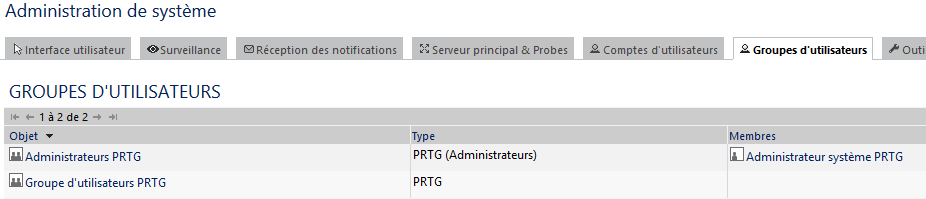 Administration de système
Interface utilisateur Surveillance Réception des notifications Serveur principal & Probes Comptes d'utilisateurs Groupes d'utilisateurs Outi
GROUPES D'UTILISATEURS
1 à 2 de 2
Objet Type Membres
Administrateurs PRTG PRTG (Administrateurs) Administrateur système PRTG
Groupe d'utilisateurs PRTG PRTG